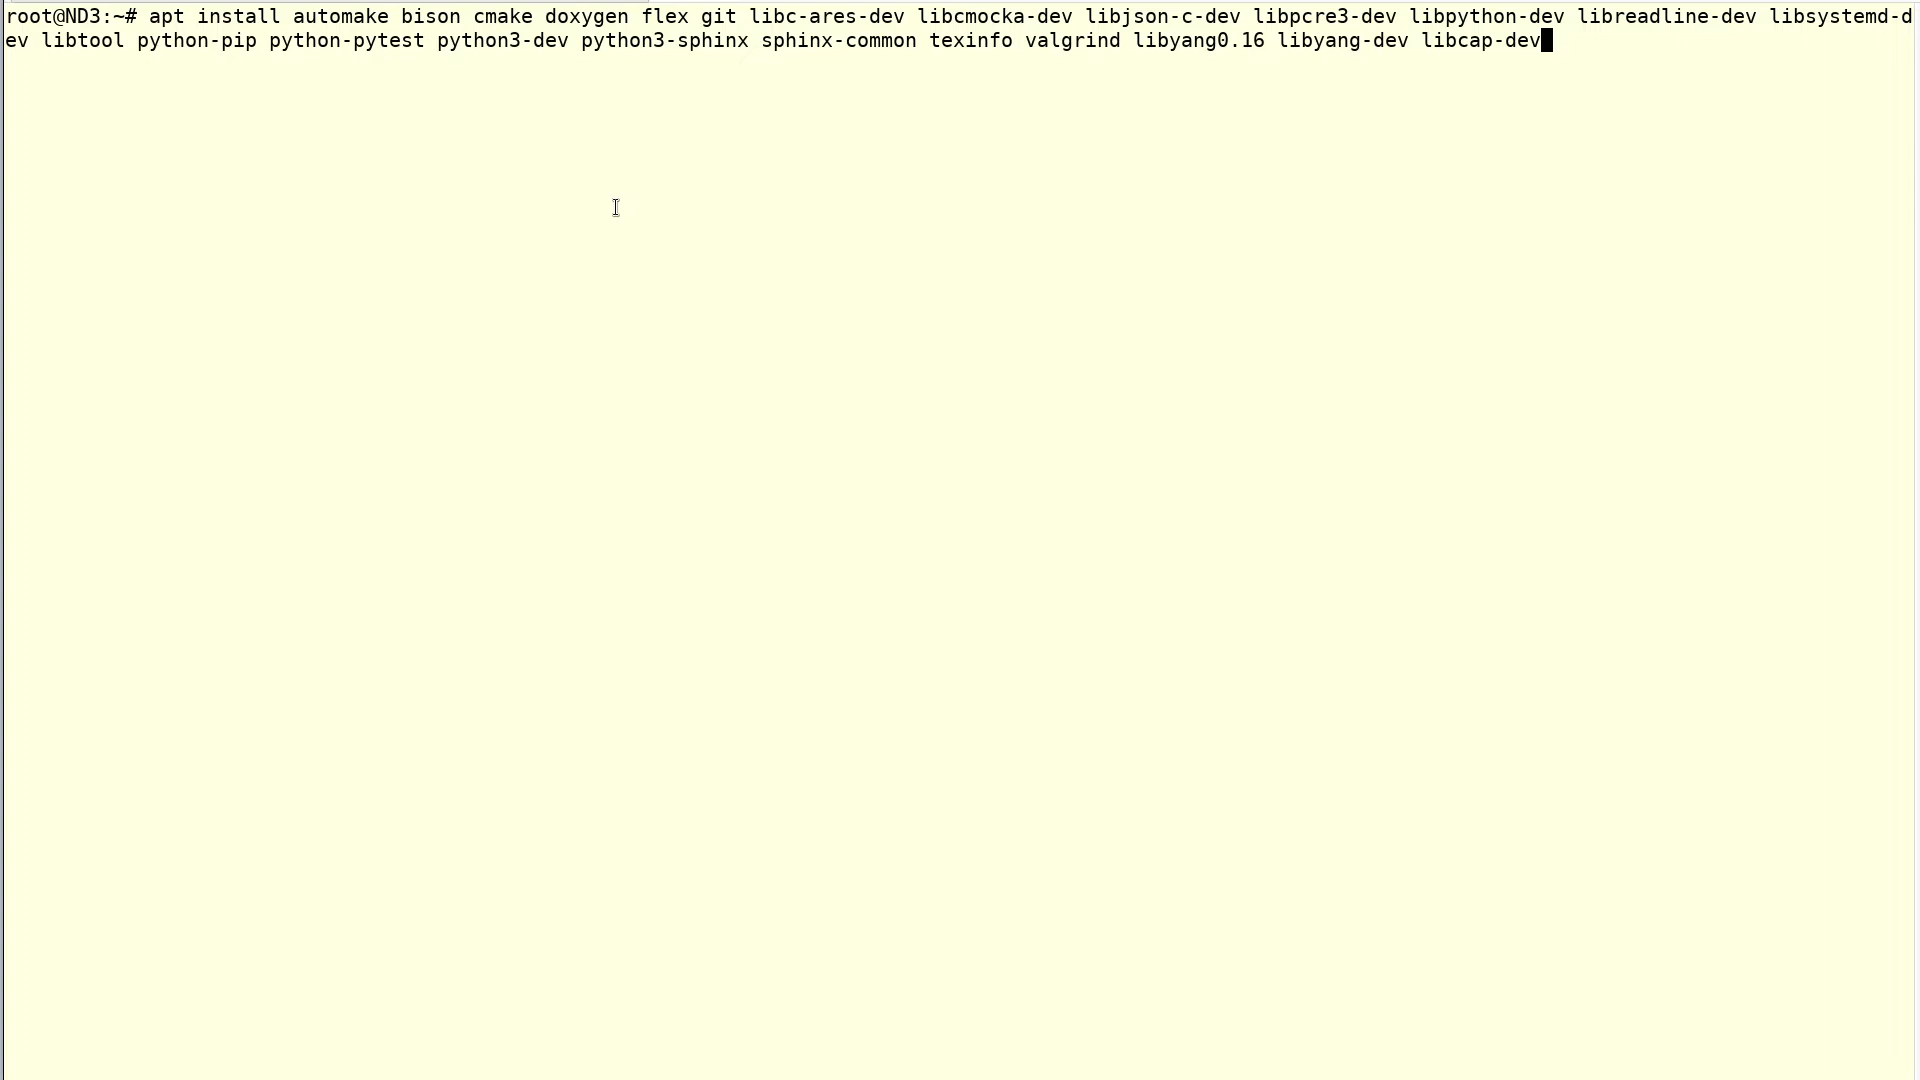 root@ND3:~# apt install automake bison cmake doxygen flex git libc-ares-dev libcmocka-dev libjson-c-dev libpcre3-dev libpython-dev libreadline-dev libsystemd-d
ev libtool python-pip python-pytest python3-dev python3-sphinx sphinx-common texinfo valgrind libyang0.16 libyang-dev libcap-dev